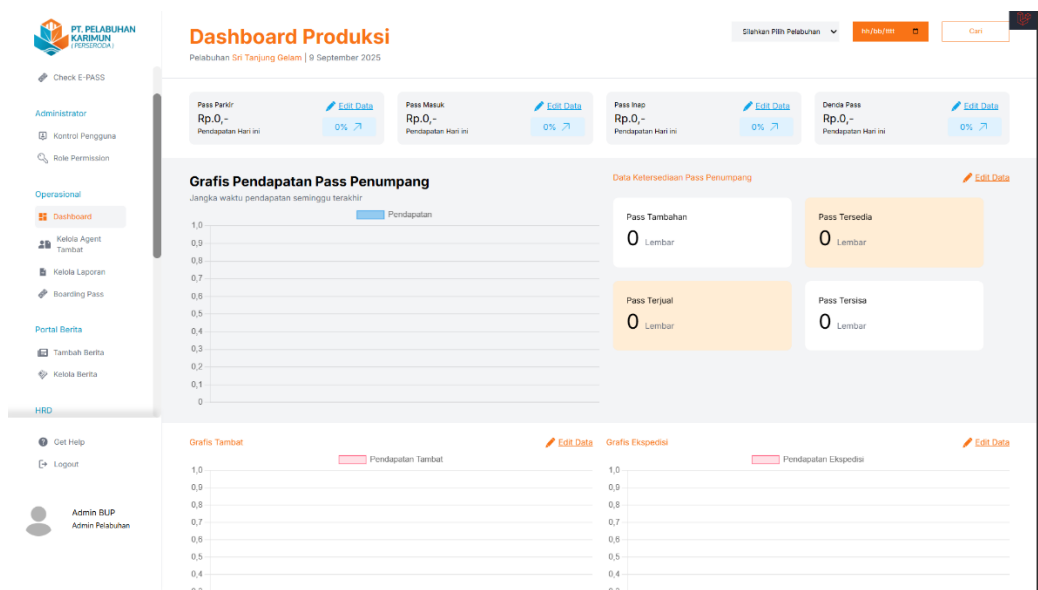 PT. PELABUHAN
KARIMUN
(PERSERODA)
Check E-PASS
Administrator
Kontrol Pengguna
Role Permission
Operasional
Dashboard
Kelola Agent
Tambat
Kelola Laporan
Boarding Pass
Portal Berita
Tambah Berita
Kelola Berita
HRD
Get Help
Logout
Admin BUP
Admin Pelabuhan
Dashboard Produksi
Pelabuhan Sri Tanjung Gelam | 9 September 2025
Silahkan Pilih Pelabuhan
hh/bb/tttt
Cari
Pass Parkir
Edit Data
Rp.0,-
0%
Pendapatan Hari ini
Pass Masuk
Edit Data
Rp.0,-
0%
Pendapatan Hari ini
Pass Inap
Edit Data
Rp.0,-
0%
Pendapatan Hari ini
Denda Pass
Edit Data
Rp.0,-
0%
Pendapatan Hari ini
Grafis Pendapatan Pass Penumpang
Jangka waktu pendapatan seminggu terakhir
Pendapatan
1,0
0,9
0,8
0,7
0,6
0,5
0,4
0,3
0,2
0,1
0
Data Ketersediaan Pass Penumpang
Edit Data
Pass Tambahan
0 Lembar
Pass Tersedia
0 Lembar
Pass Terjual
0 Lembar
Pass Tersisa
0 Lembar
Grafis Tambat
Edit Data
Pendapatan Tambat
1,0
0,9
0,8
0,7
0,6
0,5
0,4
Grafis Ekspedisi
Edit Data
Pendapatan Ekspedisi
1,0
0,9
0,8
0,7
0,6
0,5
0,4